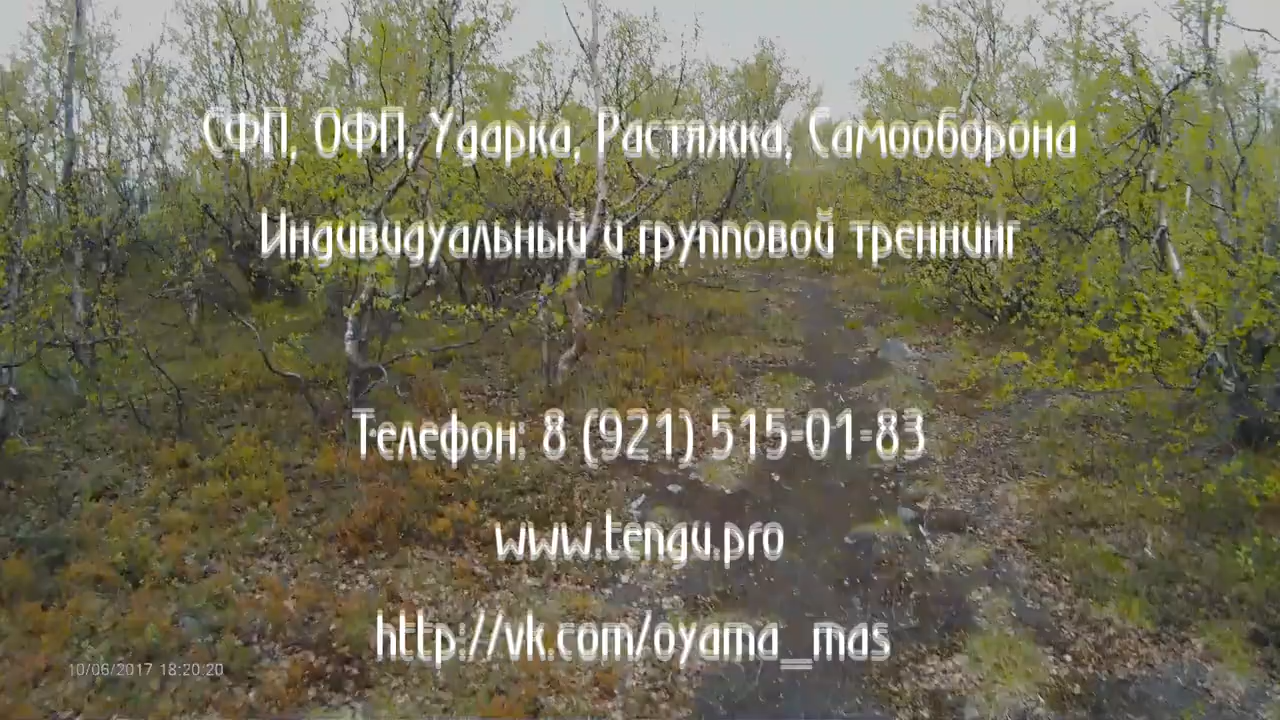 СФП, ОФП, Ударка, Растяжка, Самооборона
Индивидуальный и групповой треннинг
Телефон: 8 (921) 515-01-83
www.tengu.pro
http://vk.com/oyama_mas
10/06/2017 18:20:20